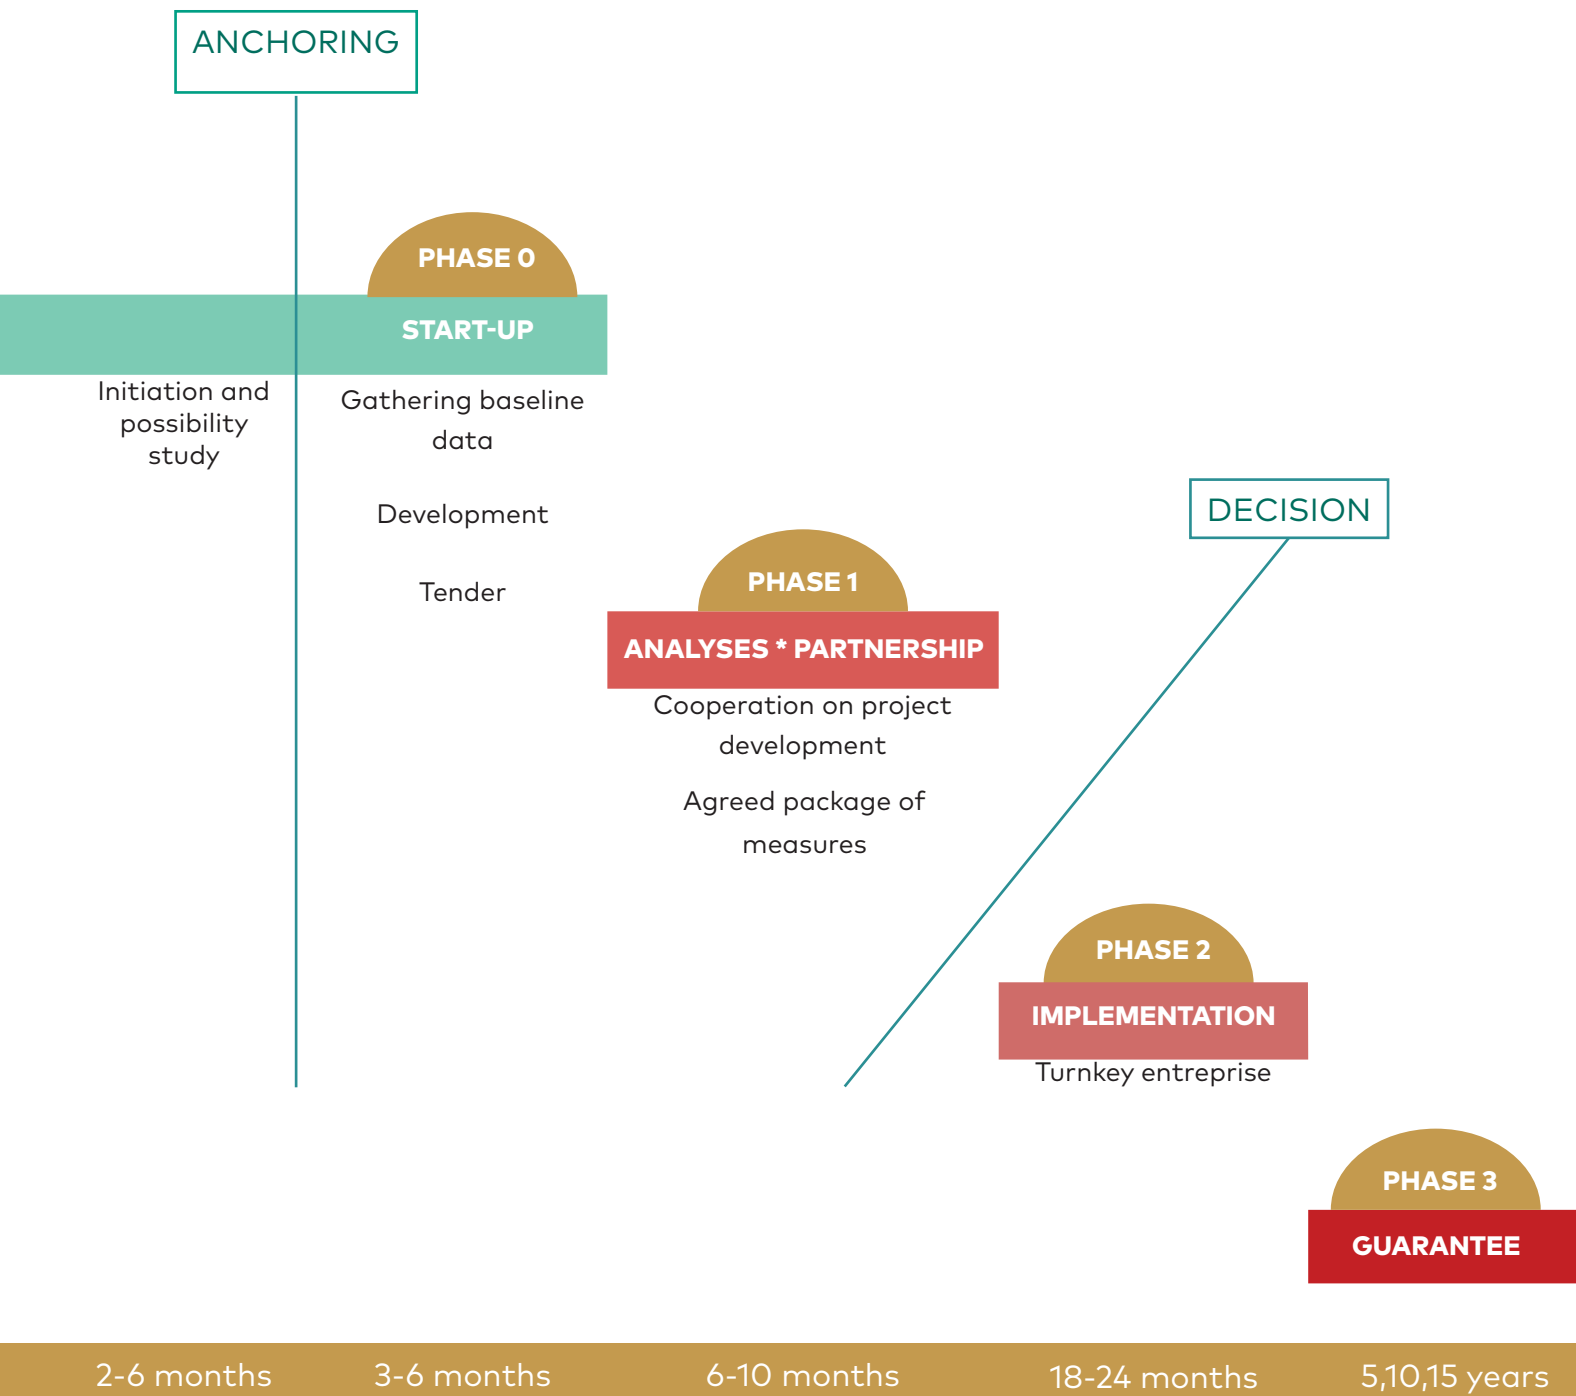 ANCHORING
PHASE 0
START-UP
Initiation and
possibility
study
Gathering baseline
data
Development
Tender
DECISION
PHASE 1
ANALYSES * PARTNERSHIP
Cooperation on project
development
Agreed package of
measures
PHASE 2
IMPLEMENTATION
Turnkey entreprise
PHASE 3
GUARANTEE
2-6 months
3-6 months
6-10 months
18-24 months
5,10,15 years